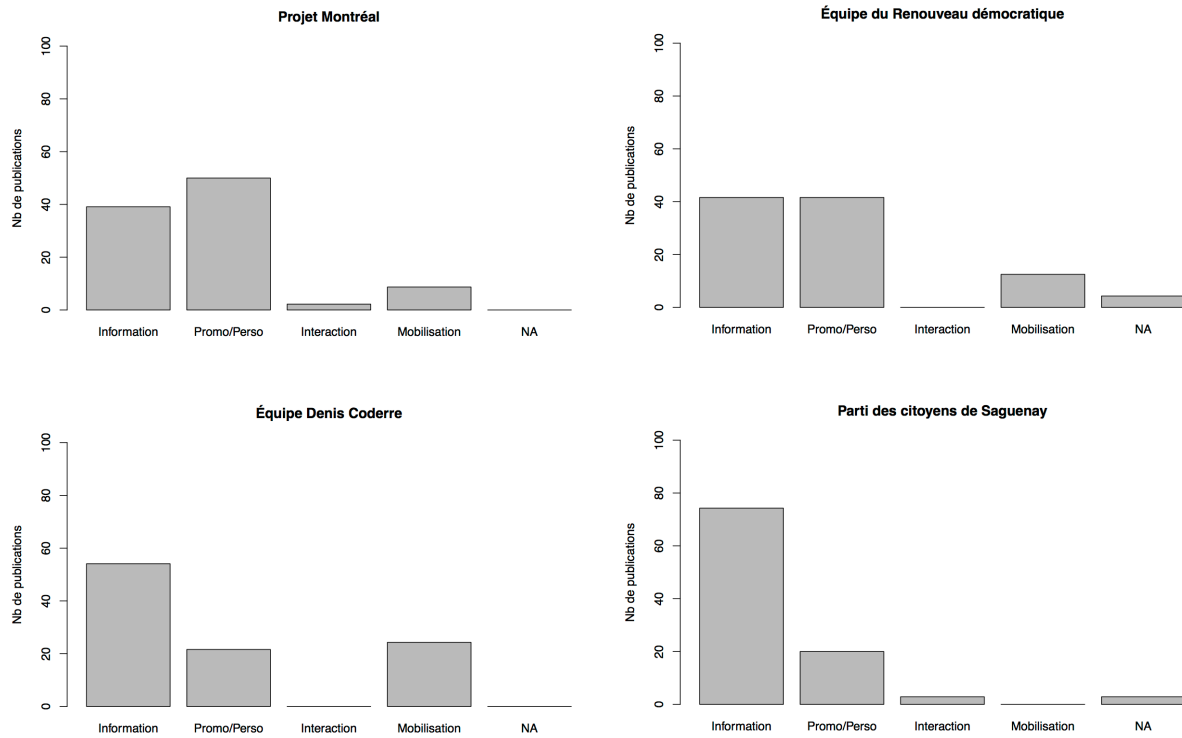 Projet Montréal
Nb de publications
100
80
60
40
20
0
Information Promo/Perso Interaction Mobilisation NA
Équipe du Renouveau démocratique
Nb de publications
100
80
60
40
20
0
Information Promo/Perso Interaction Mobilisation NA
Équipe Denis Coderre
Nb de publications
100
80
60
40
20
0
Information Promo/Perso Interaction Mobilisation NA
Parti des citoyens de Saguenay
Nb de publications
100
80
60
40
20
0
Information Promo/Perso Interaction Mobilisation NA